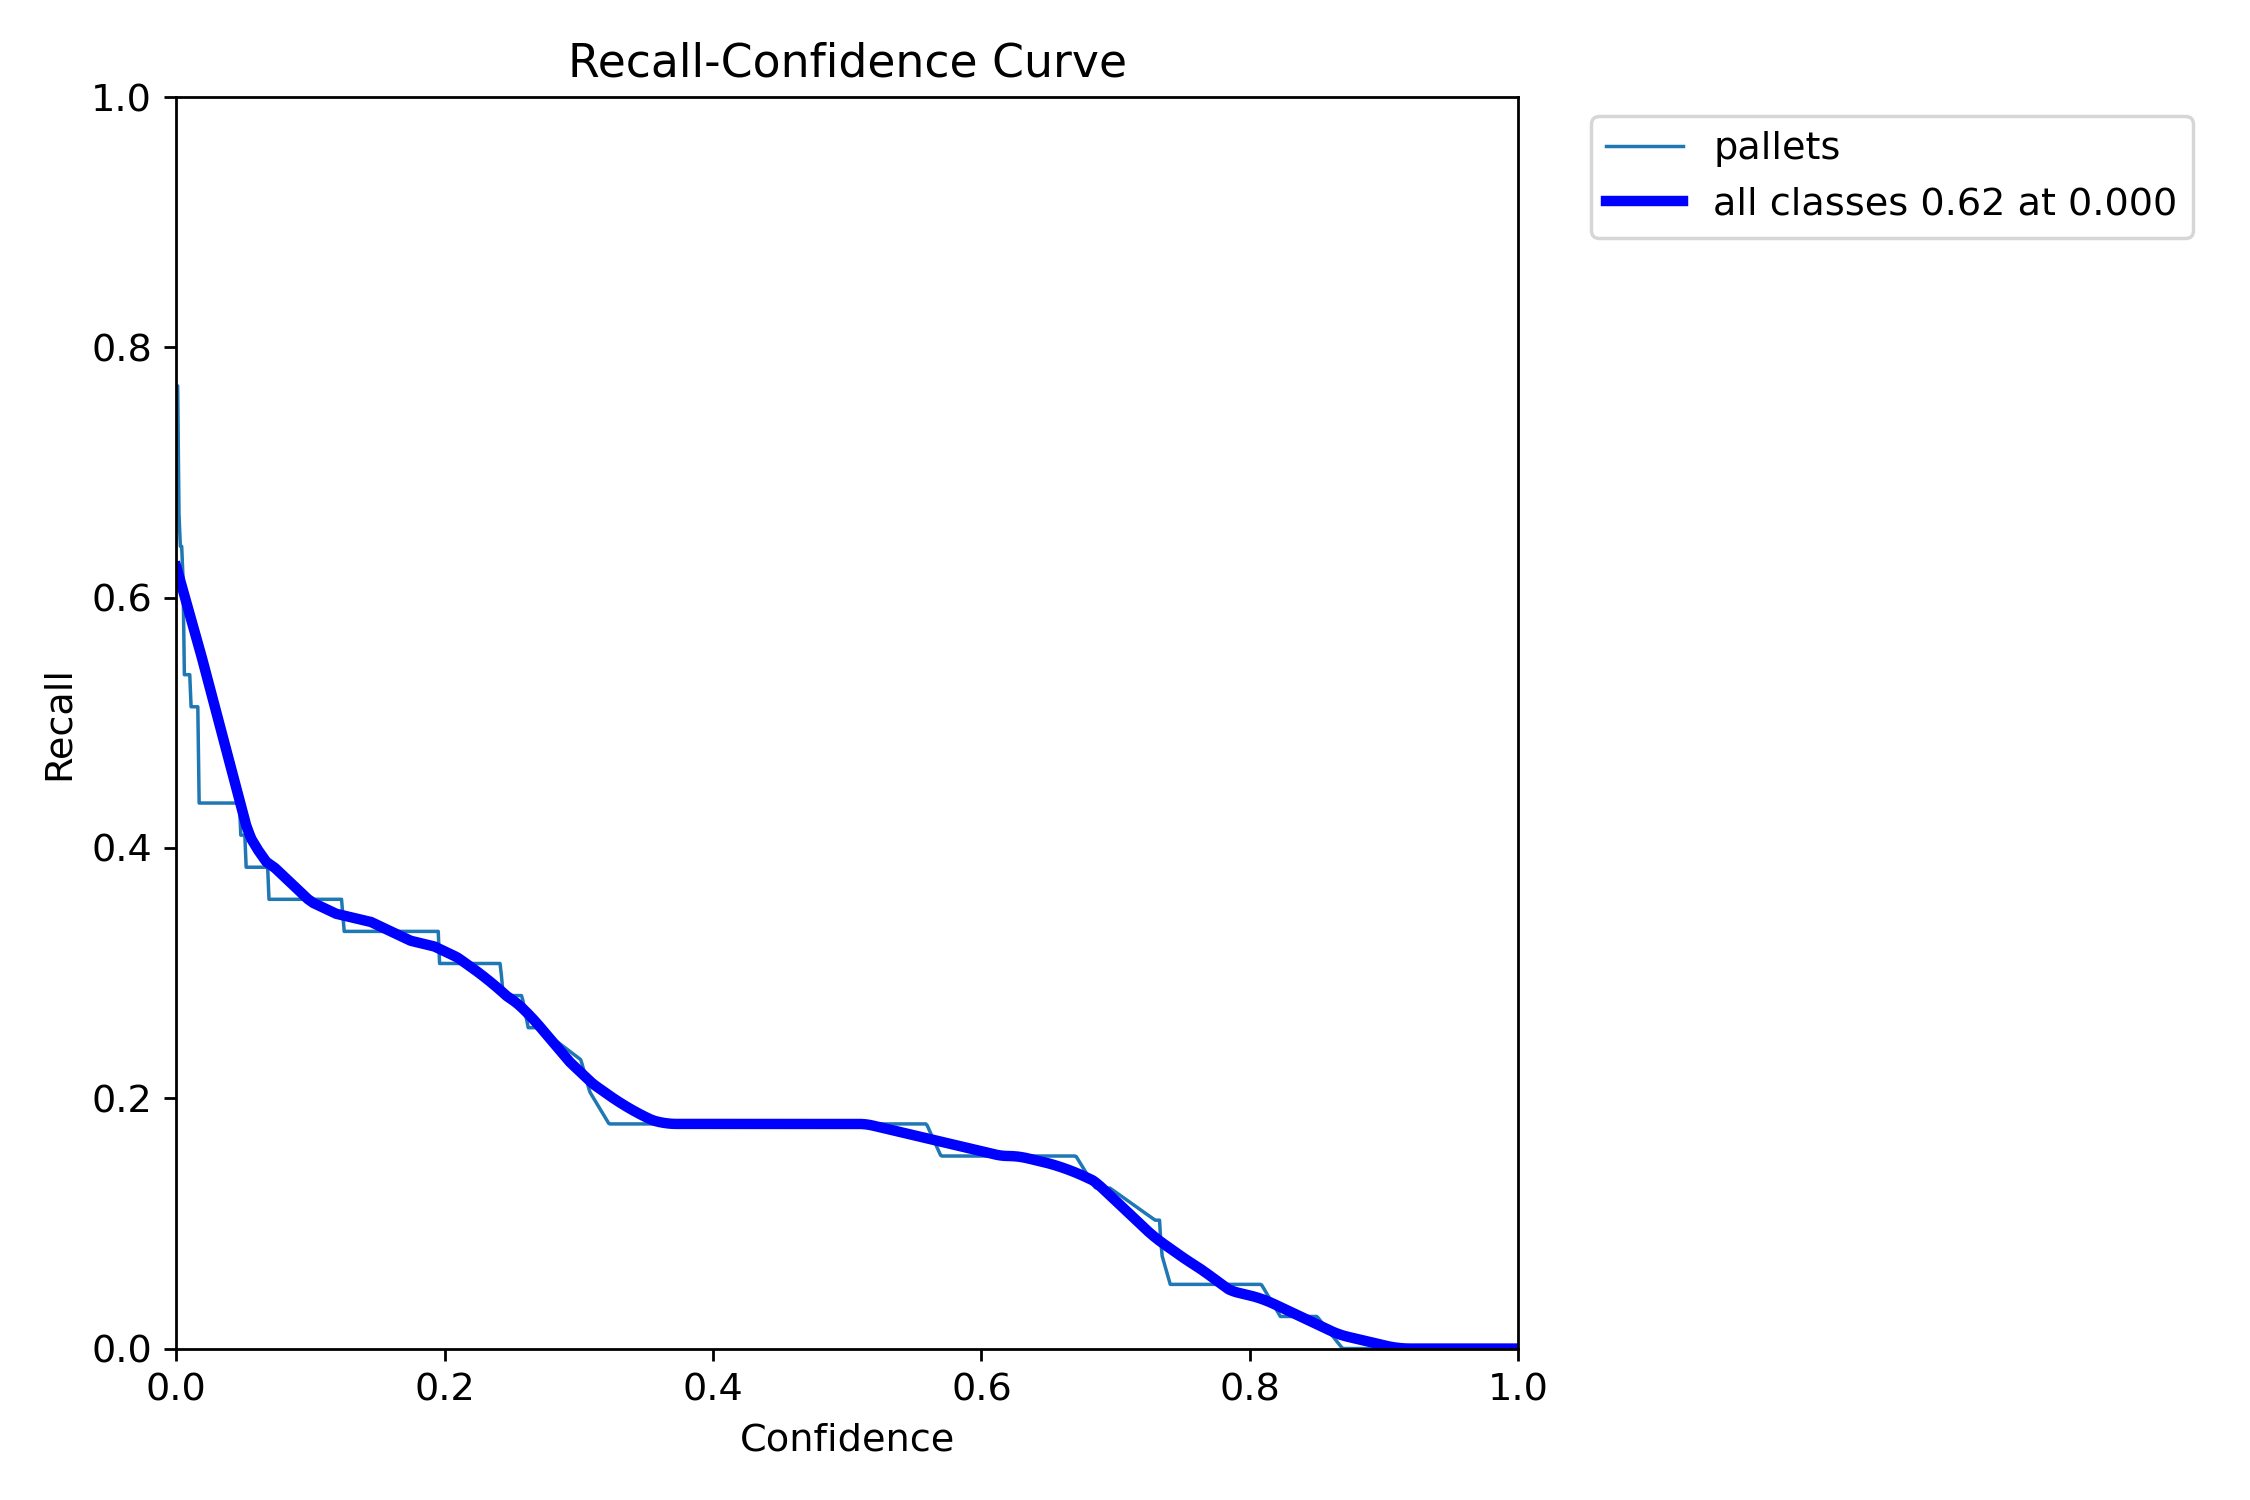 Recall-Confidence Curve
1.0
0.8
0.6
0.4
0.2
0.0
Recall
0.0 0.2 0.4 0.6 0.8 1.0
Confidence
pallets
all classes 0.62 at 0.000